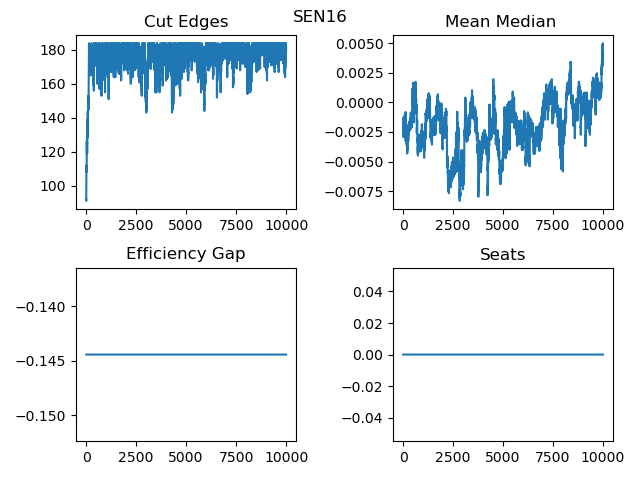 SEN16
Cut Edges
Mean Median
180
160
140
120
100
0 2500 5000 7500 10000
0.0050
0.0025
0.0000
−0.0025
−0.0050
−0.0075
0 2500 5000 7500 10000
Efficiency Gap
Seats
−0.140
−0.145
−0.150
0 2500 5000 7500 10000
0.04
0.02
0.00
−0.02
−0.04
0 2500 5000 7500 10000